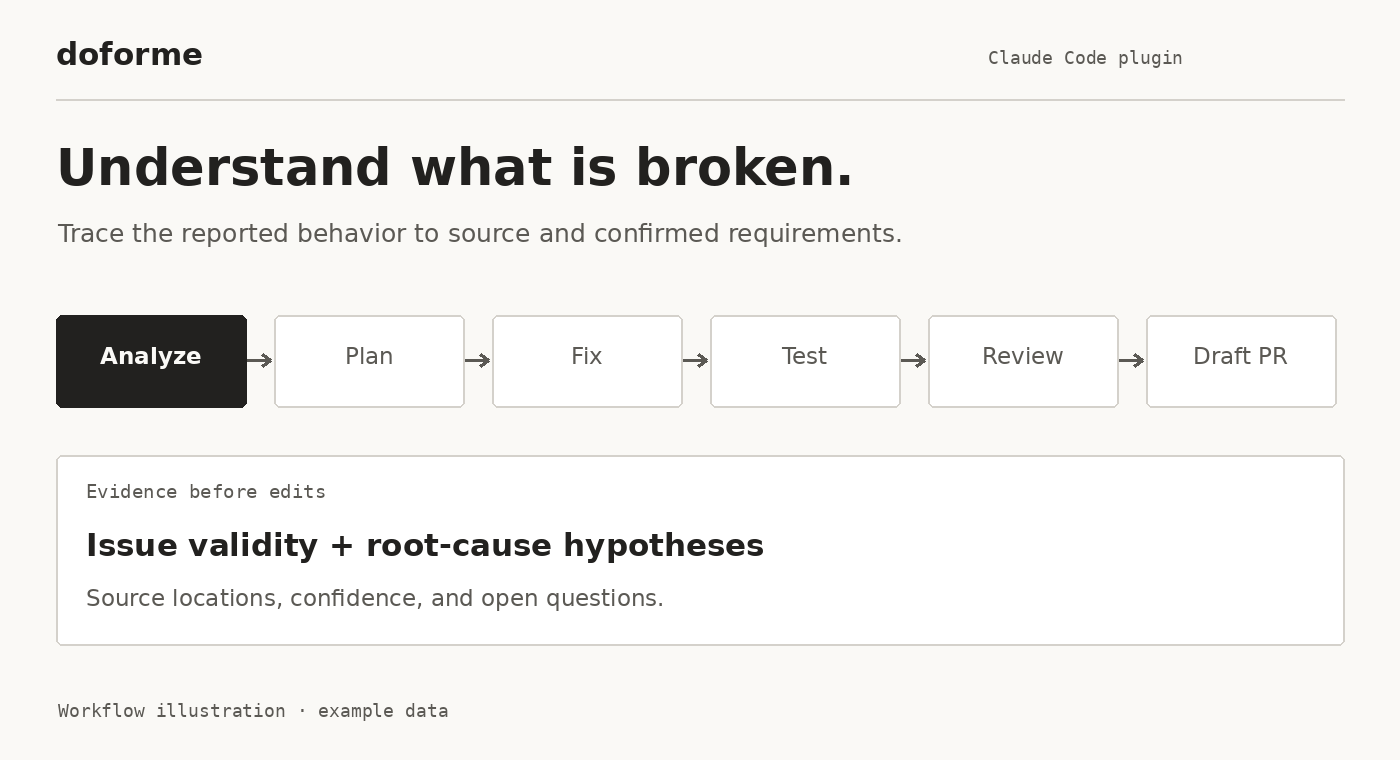 doforme
Claude Code plugin
Understand what is broken.
Trace the reported behavior to source and confirmed requirements.
Analyze
Plan
Fix
Test
Review
Draft PR
Evidence before edits
Issue validity + root-cause hypotheses
Source locations, confidence, and open questions.
Workflow illustration · example data